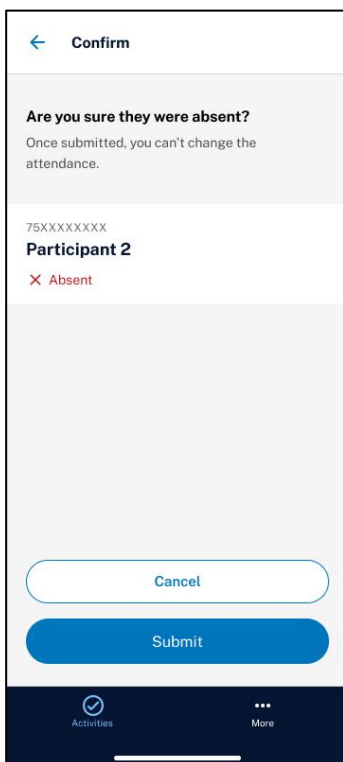 Confirm
Are you sure they were absent?
Once submitted, you can't change the
attendance.
75XXXXXXXX
Participant 2
Absent
Cancel
Submit
Activities
More